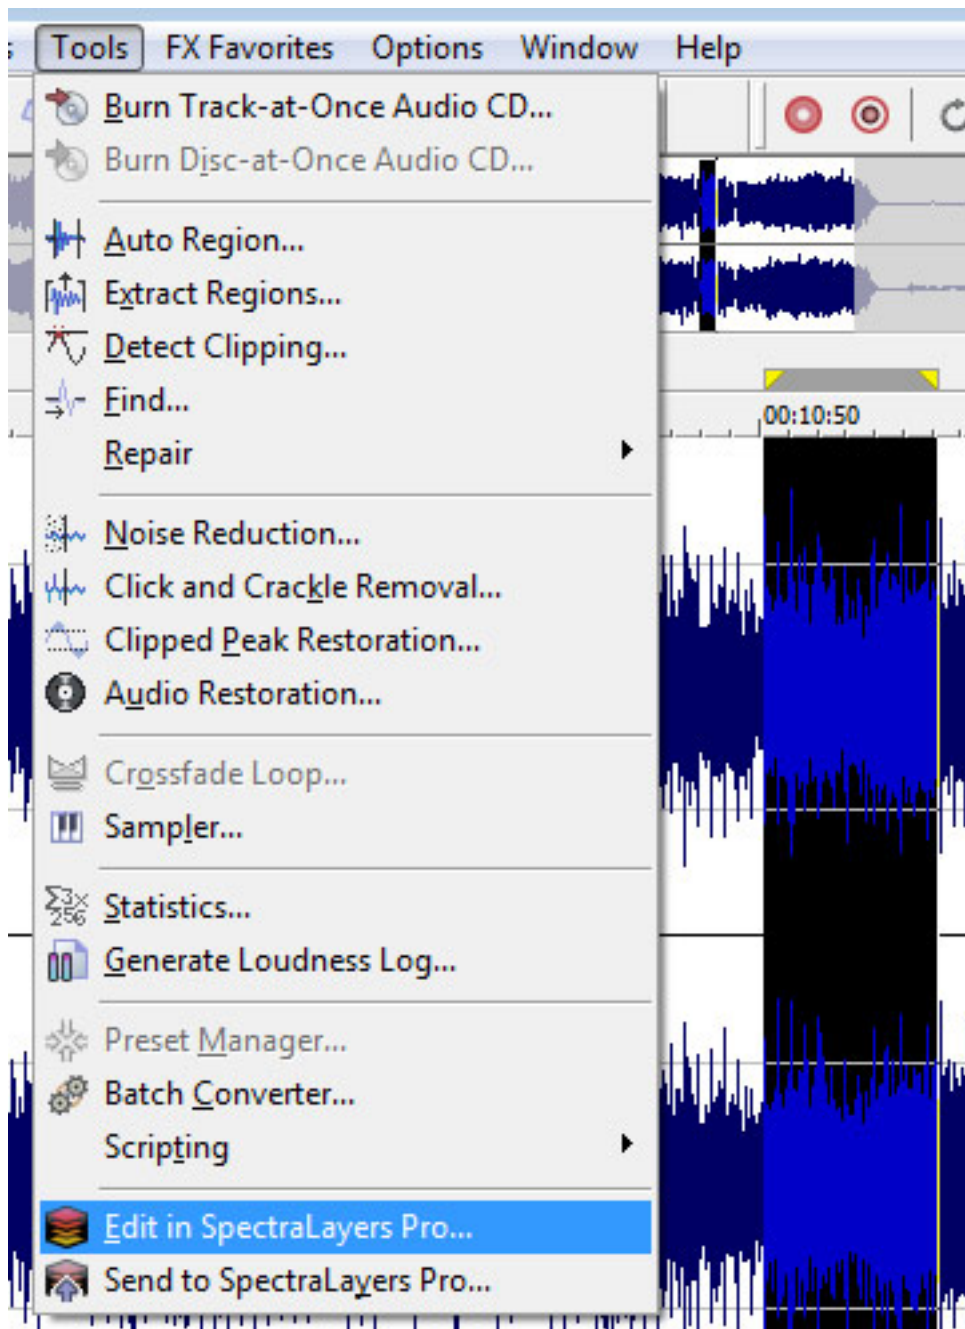 Tools FX Favorites Options Window Help
Burn Track-at-Once Audio CD...
Burn Disc-at-Once Audio CD...
Auto Region...
Extract Regions...
Detect Clipping...
Find...
00:10:50
Repair
Noise Reduction...
Click and Crackle Removal...
Clipped Peak Restoration...
Audio Restoration...
Crossfade Loop...
Sampler...
Σ3×
256
Statistics...
Generate Loudness Log...
Preset Manager...
Batch Converter...
Scripting
Edit in SpectraLayers Pro...
Send to SpectraLayers Pro...